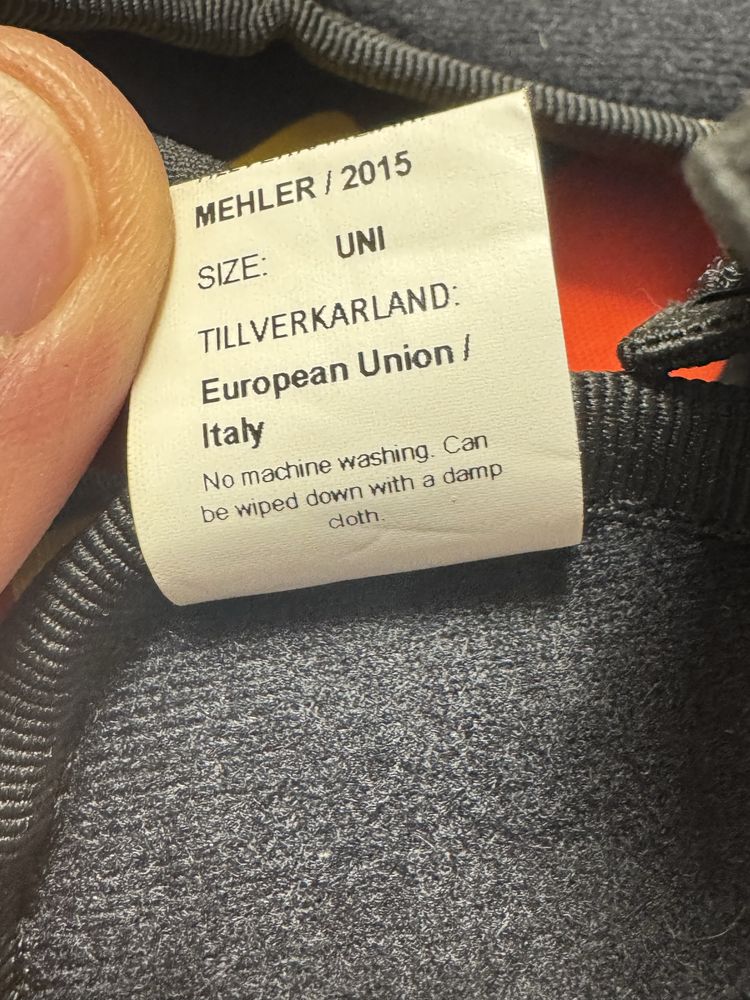 MEHLER / 2015
SIZE: UNI
TILLVERKARLAND:
European Union /
Italy
No machine washing. Can
be wiped down with a damp
cloth.